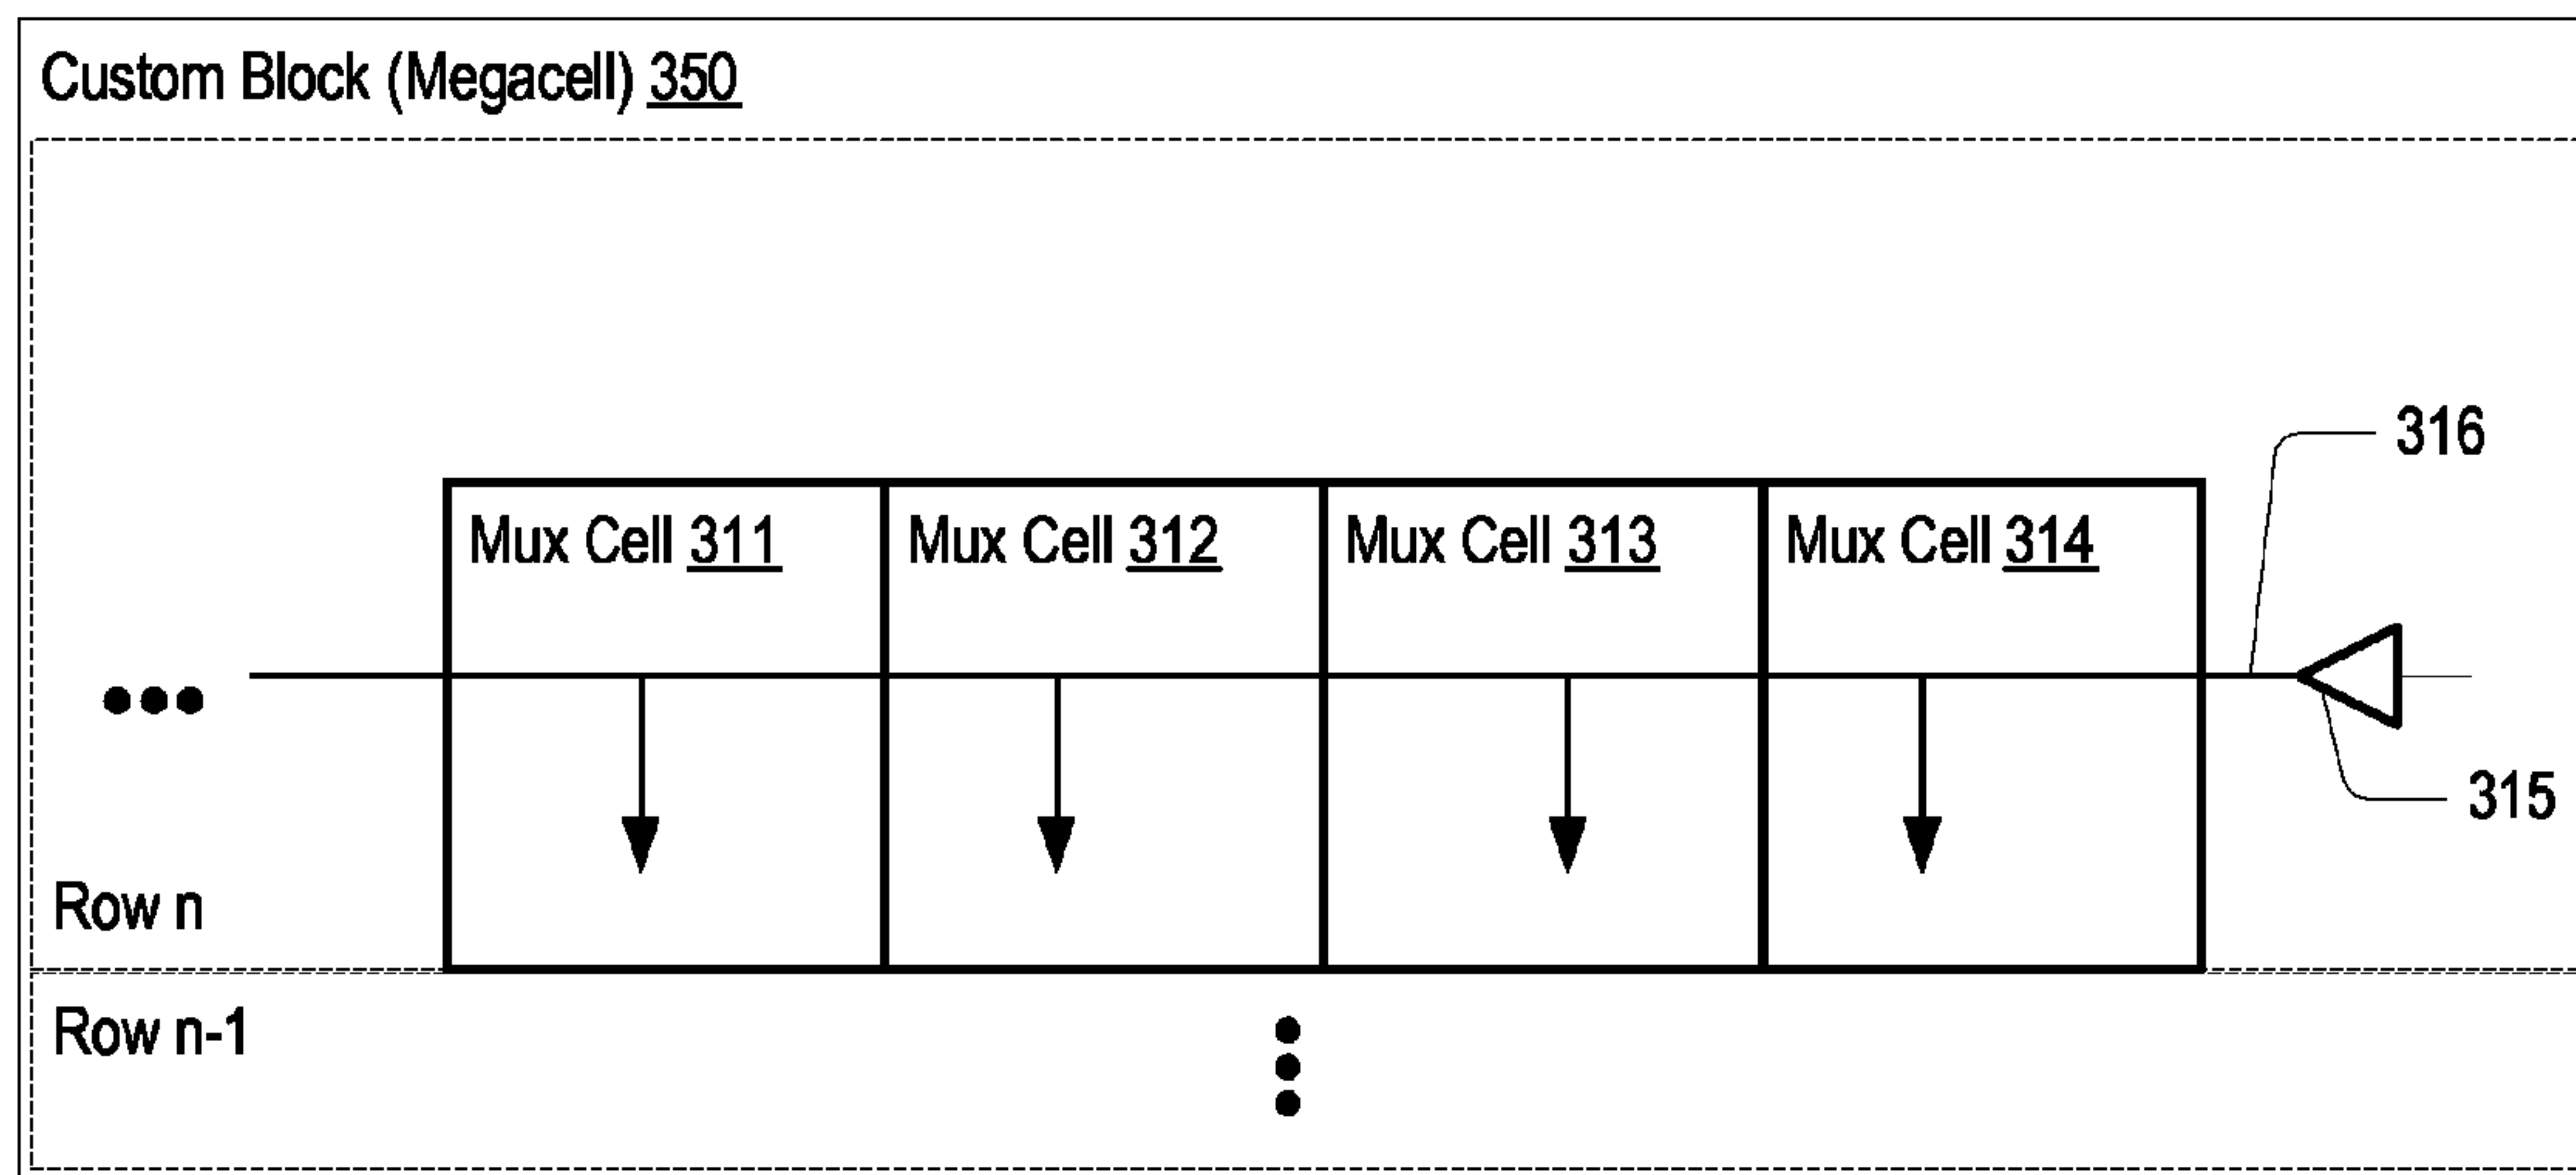 Custom Block (Megacell) 350
316
Mux Cell 311
Mux Cell 312
Mux Cell 313
Mux Cell 314
315
Row n
Row n-1